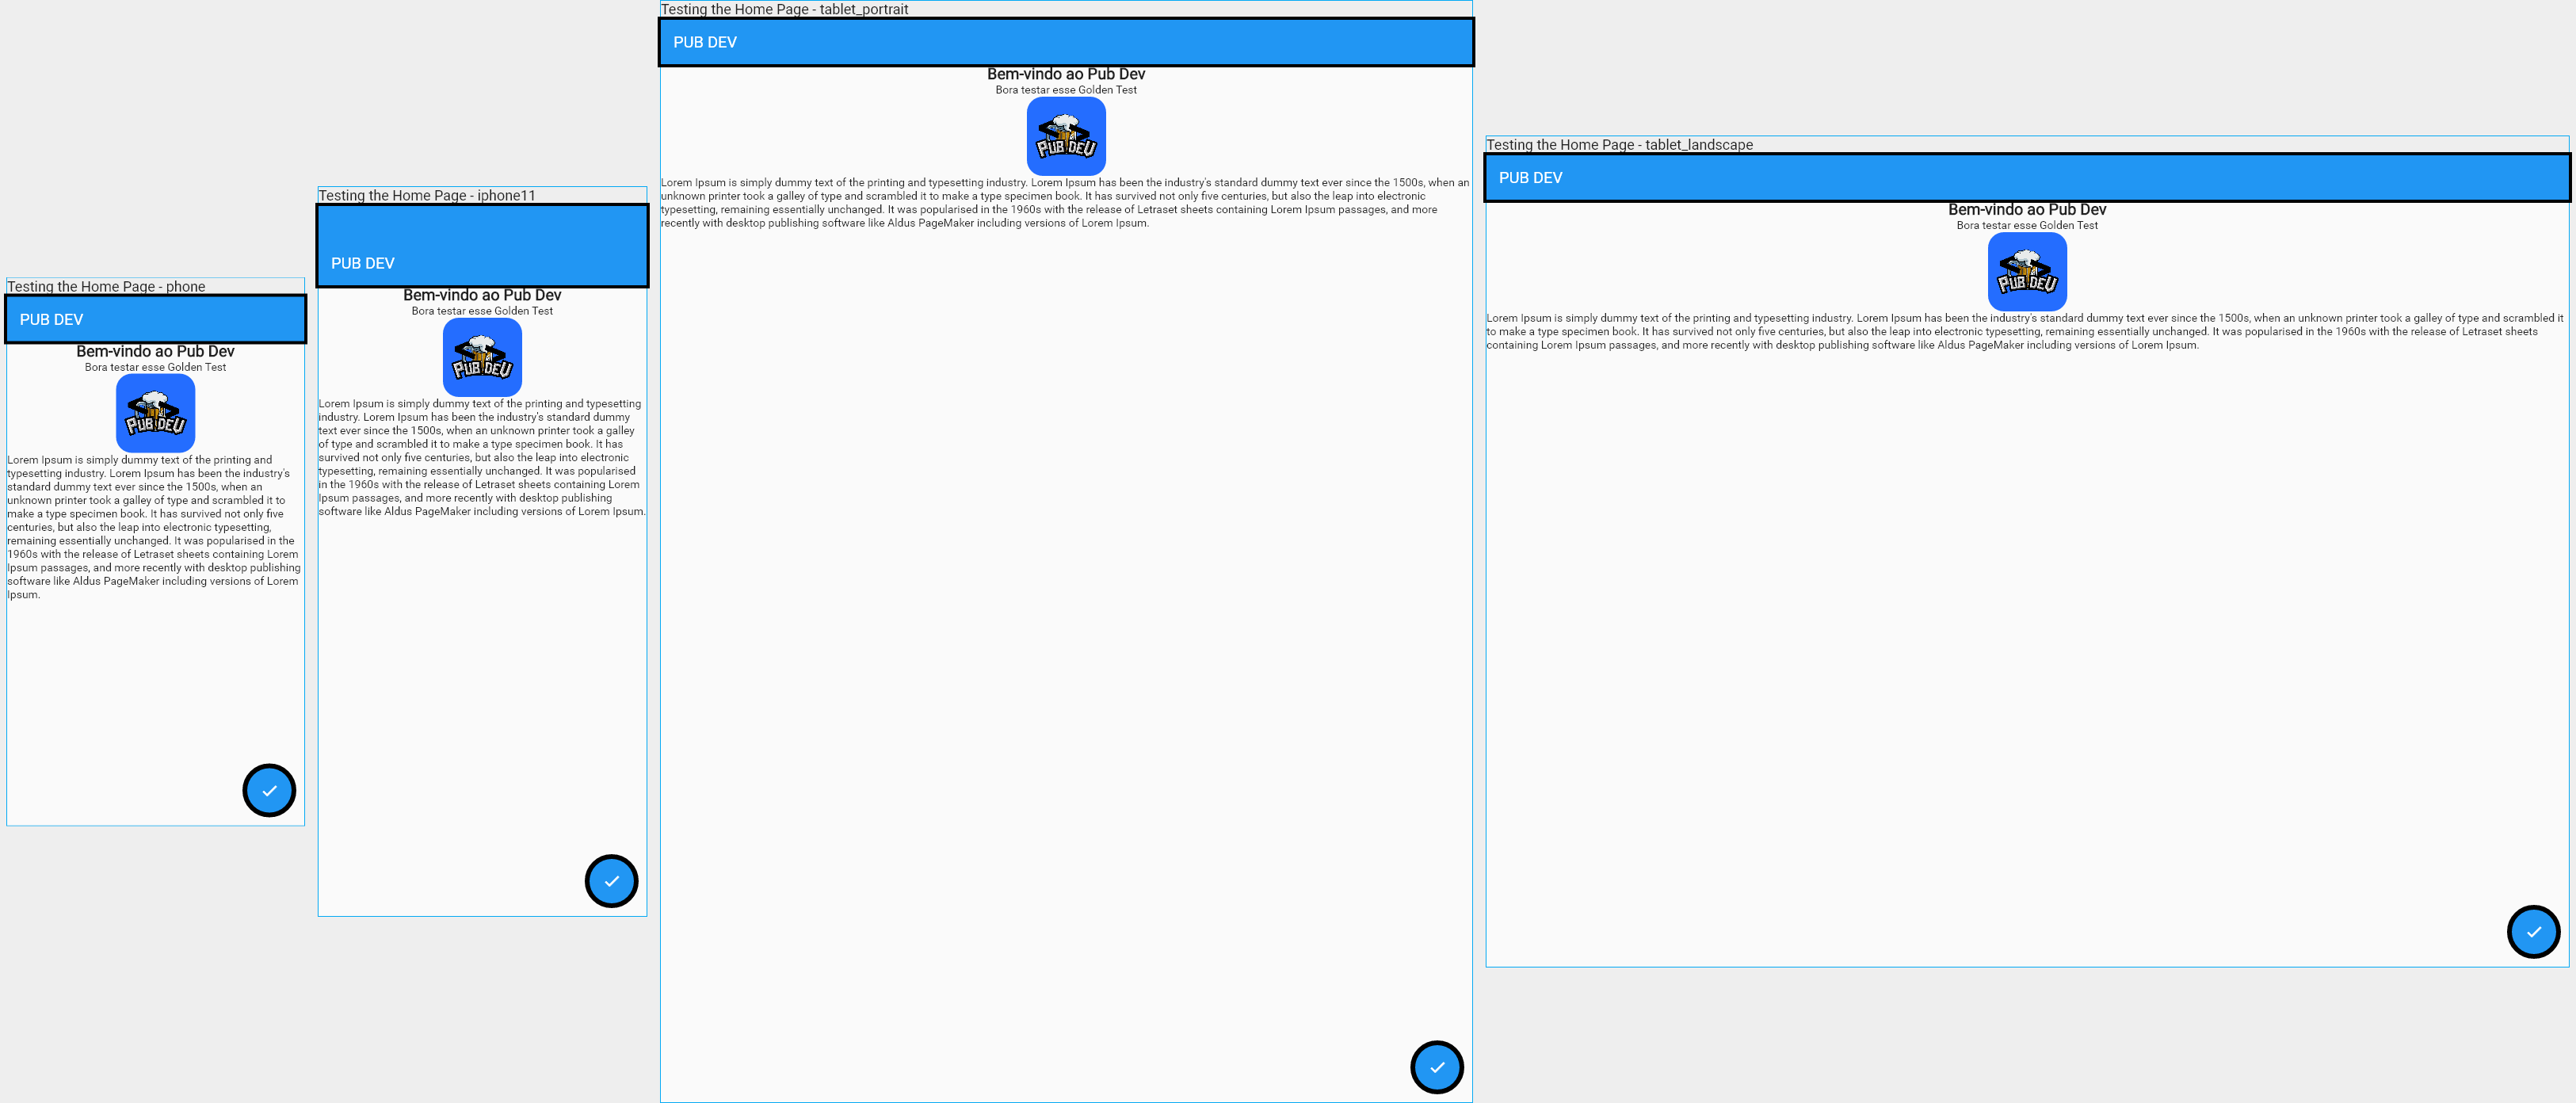 Testing the Home Page - phone
PUB DEV
Bem-vindo ao Pub Dev
Bora testar esse Golden Test
PUB DEV
Lorem Ipsum is simply dummy text of the printing and
typesetting industry. Lorem Ipsum has been the industry's
standard dummy text ever since the 1500s, when an
unknown printer took a galley of type and scrambled it to
make a type specimen book. It has survived not only five
centuries, but also the leap into electronic typesetting,
remaining essentially unchanged. It was popularised in the
1960s with the release of Letraset sheets containing Lorem
Ipsum passages, and more recently with desktop publishing
software like Aldus PageMaker including versions of Lorem
Ipsum.
Testing the Home Page - iphone11
PUB DEV
Bem-vindo ao Pub Dev
Bora testar esse Golden Test
PUB DEV
Lorem Ipsum is simply dummy text of the printing and typesetting
industry. Lorem Ipsum has been the industry's standard dummy
text ever since the 1500s, when an unknown printer took a galley
of type and scrambled it to make a type specimen book. It has
survived not only five centuries, but also the leap into electronic
typesetting, remaining essentially unchanged. It was popularised
in the 1960s with the release of Letraset sheets containing Lorem
Ipsum passages, and more recently with desktop publishing
software like Aldus PageMaker including versions of Lorem Ipsum.
Testing the Home Page - tablet_portrait
PUB DEV
Bem-vindo ao Pub Dev
Bora testar esse Golden Test
PUB DEV
Lorem Ipsum is simply dummy text of the printing and typesetting industry. Lorem Ipsum has been the industry's standard dummy text ever since the 1500s, when an
unknown printer took a galley of type and scrambled it to make a type specimen book. It has survived not only five centuries, but also the leap into electronic
typesetting, remaining essentially unchanged. It was popularised in the 1960s with the release of Letraset sheets containing Lorem Ipsum passages, and more
recently with desktop publishing software like Aldus PageMaker including versions of Lorem Ipsum.
Testing the Home Page - tablet_landscape
PUB DEV
Bem-vindo ao Pub Dev
Bora testar esse Golden Test
PUB DEV
Lorem Ipsum is simply dummy text of the printing and typesetting industry. Lorem Ipsum has been the industry's standard dummy text ever since the 1500s, when an unknown printer took a galley of type and scrambled it
to make a type specimen book. It has survived not only five centuries, but also the leap into electronic typesetting, remaining essentially unchanged. It was popularised in the 1960s with the release of Letraset sheets
containing Lorem Ipsum passages, and more recently with desktop publishing software like Aldus PageMaker including versions of Lorem Ipsum.